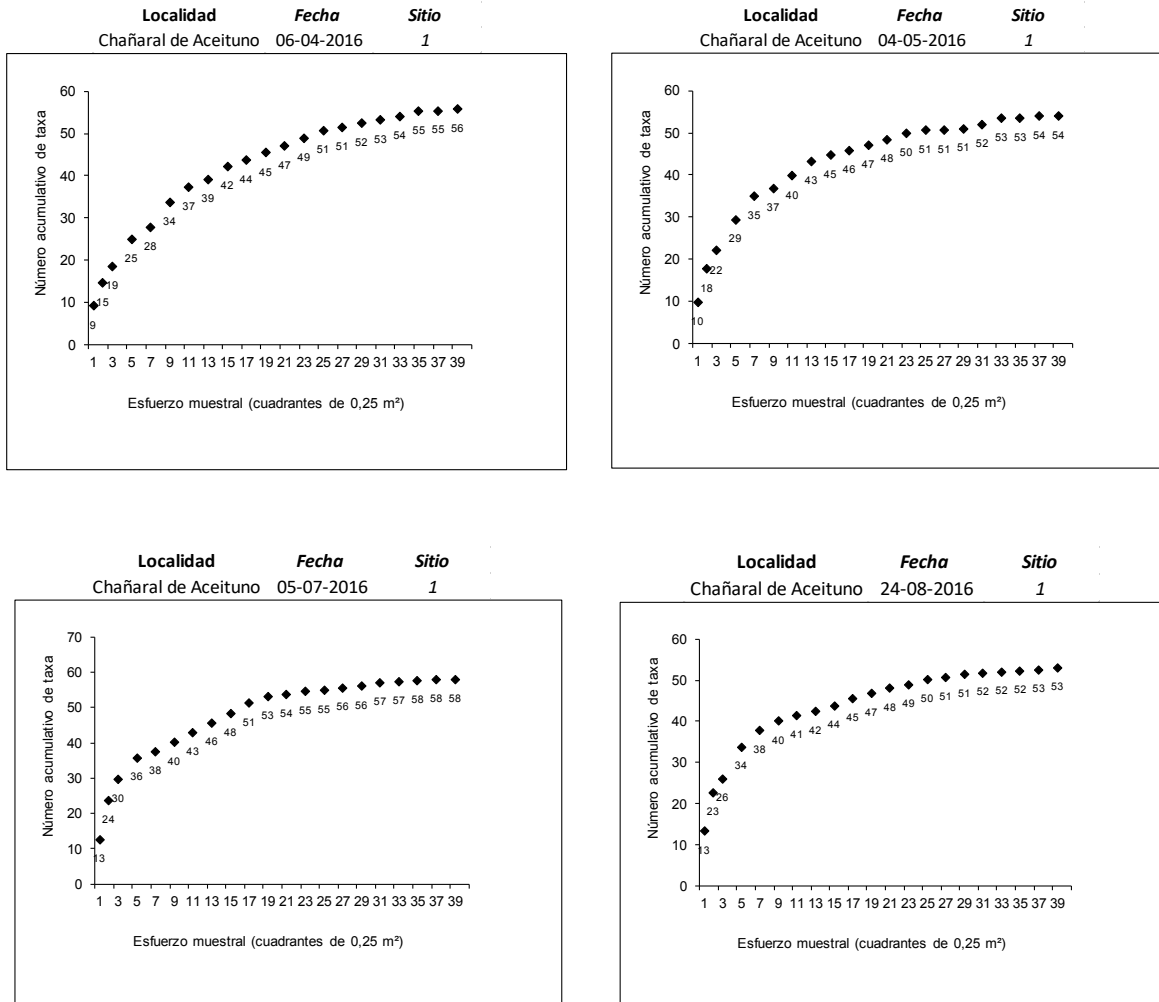 Localidad Fecha Sitio
Chañaral de Aceituno 06-04-2016 1
Número acumulativo de taxa
60
50
40
30
20
10
0
9 15 19 25 28 34 37 39 42 44 45 47 49 51 51 52 53 54 55 55 56
1 3 5 7 9 11 13 15 17 19 21 23 25 27 29 31 33 35 37 39
Esfuerzo muestral (cuadrantes de 0,25 m²)
Localidad Fecha Sitio
Chañaral de Aceituno 04-05-2016 1
Número acumulativo de taxa
60
50
40
30
20
10
0
10 18 22 29 35 37 40 43 45 46 47 48 50 51 51 51 52 53 53 54 54
1 3 5 7 9 11 13 15 17 19 21 23 25 27 29 31 33 35 37 39
Esfuerzo muestral (cuadrantes de 0,25 m²)
Localidad Fecha Sitio
Chañaral de Aceituno 05-07-2016 1
Número acumulativo de taxa
70
60
50
40
30
20
10
0
13 24 30 36 38 40 43 46 48 51 53 54 55 55 56 56 57 57 58 58 58
1 3 5 7 9 11 13 15 17 19 21 23 25 27 29 31 33 35 37 39
Esfuerzo muestral (cuadrantes de 0,25 m²)
Localidad Fecha Sitio
Chañaral de Aceituno 24-08-2016 1
Número acumulativo de taxa
60
50
40
30
20
10
0
13 23 26 34 38 40 41 42 44 45 47 48 49 50 51 51 52 52 52 53 53
1 3 5 7 9 11 13 15 17 19 21 23 25 27 29 31 33 35 37 39
Esfuerzo muestral (cuadrantes de 0,25 m²)